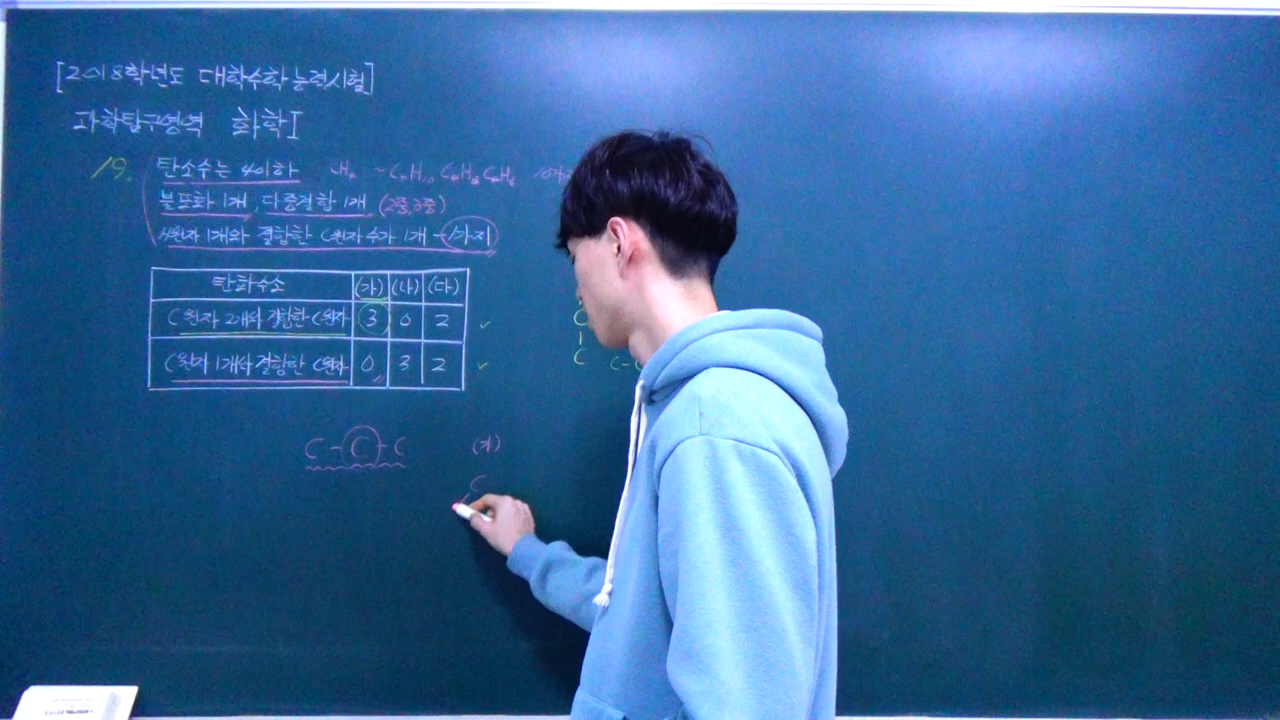 [2018학년도 대학수학능력시험]
과학탐구영역 화학I
19. 탄소수는 4이하
불포화 1개, 다중결합 1개 (2중, 3중)
H원자 1개와 결합한 C원자 수가 1개 - 1가지
탄화수소 (가) (나) (다)
C원자 2개와 결합한 C원자 3 0 2
C원자 1개와 결합한 C원자 0 3 2
C
C C-C
C-C-C (가)
C